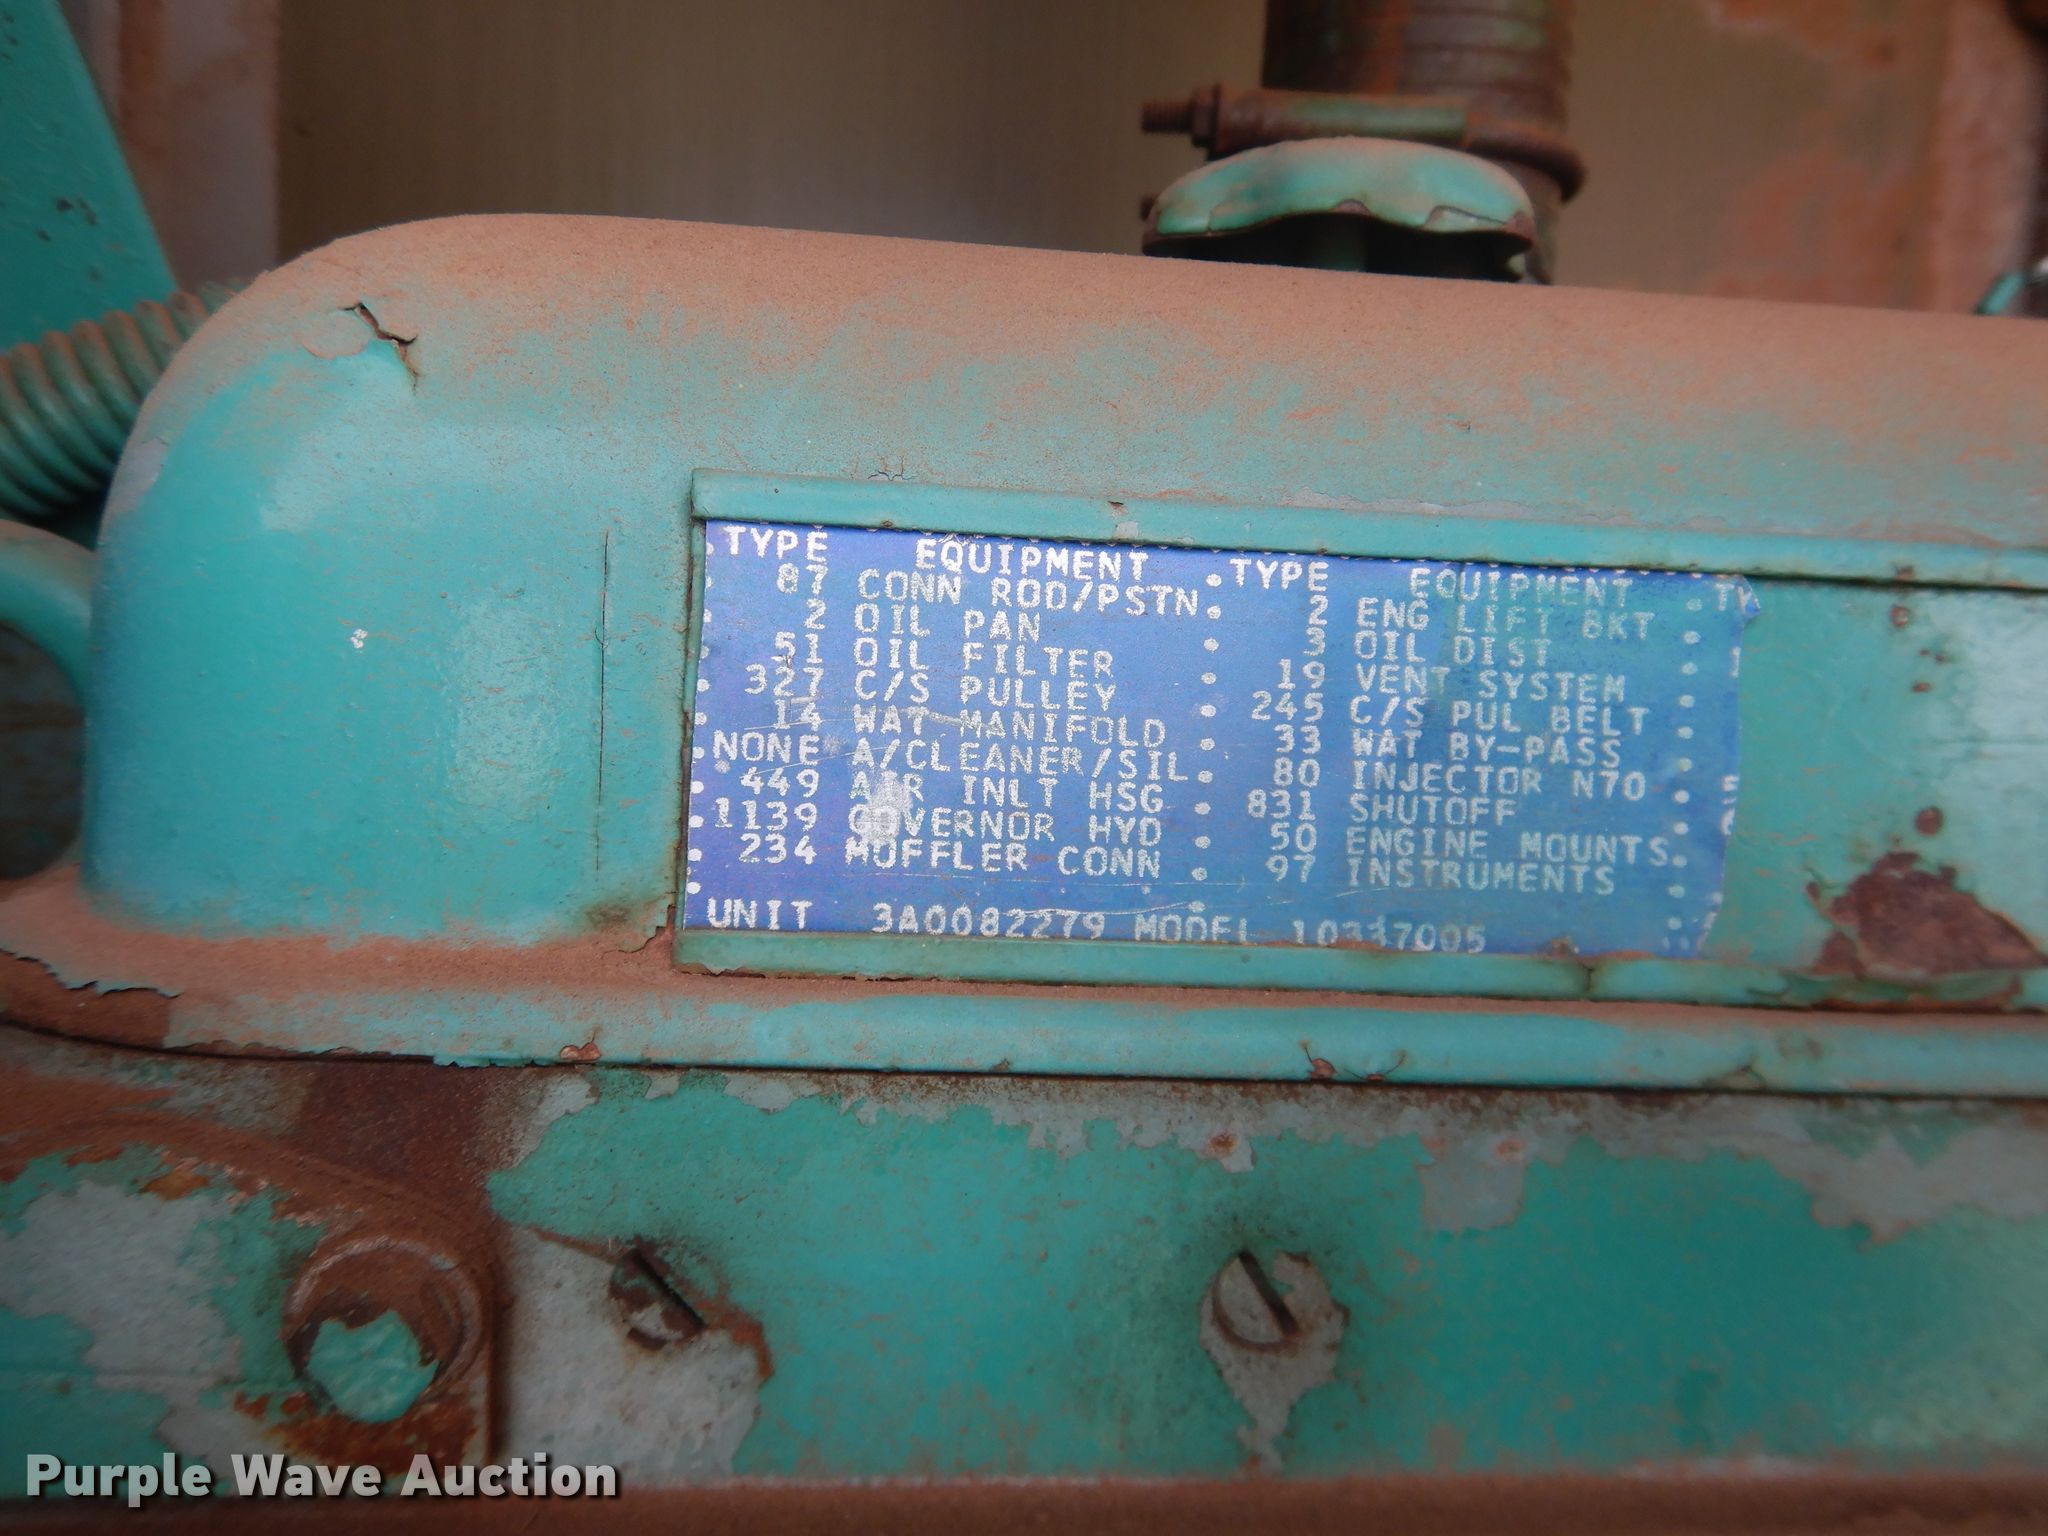 TYPE EQUIPMENT TYPE EQUIPMENT TY
87 CONN ROD/PSTN 2 ENG LIFT BKT
2 OIL PAN 3 OIL DIST
51 OIL FILTER 19 VENT SYSTEM
327 C/S PULLEY 245 C/S PUL BELT
14 WAT MANIFOLD 33 WAT BY-PASS
NONE A/CLEANER/SIL 80 INJECTOR N70
449 AIR INLT HSG 831 SHUTOFF
1139 GOVERNOR HYD 50 ENGINE MOUNTS
234 MUFFLER CONN 97 INSTRUMENTS
UNIT 3A0082279 MODEL 10337005
Purple Wave Auction